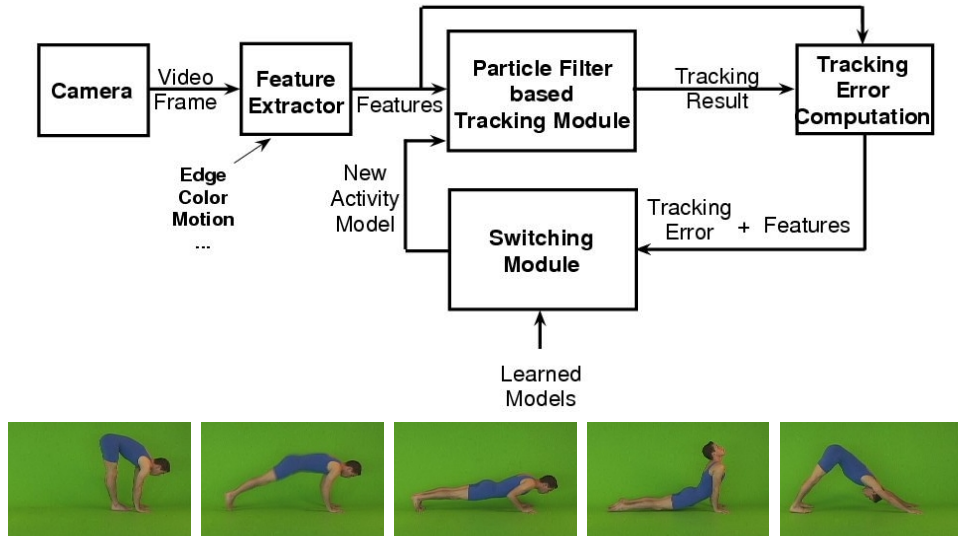 Camera
Video
Frame
Feature
Extractor
Features
Edge
Color
Motion
...
Particle Filter
based
Tracking Module
Tracking
Result
Tracking
Error
Computation
New
Activity
Model
Switching
Module
Tracking
Error + Features
Learned
Models